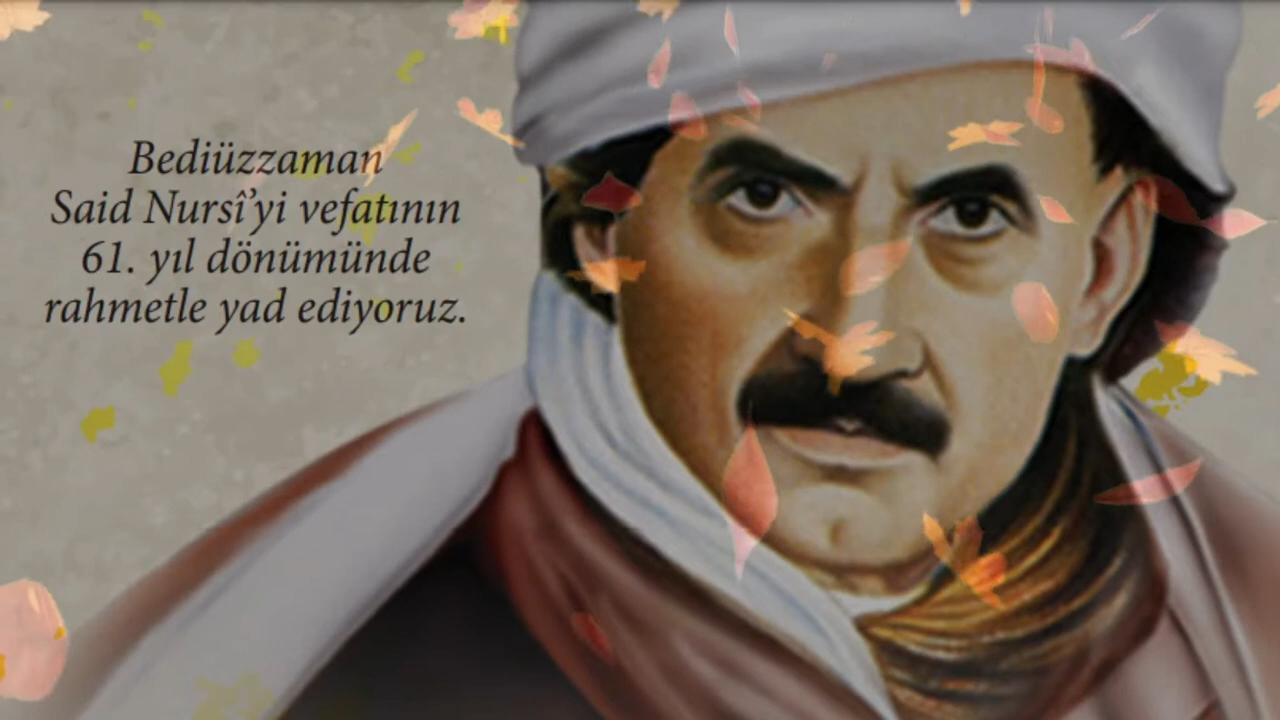 Bediüzzaman
Said Nursî'yi vefatının
61. yıl dönümünde
rahmetle yad ediyoruz.